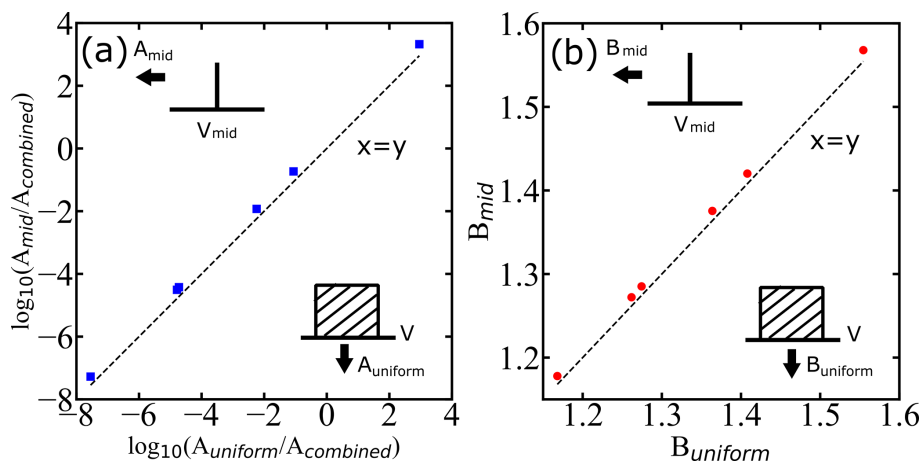 (a)
A_mid
V_mid
x=y
V
A_uniform
4
2
0
−2
−4
−6
−8
−8
−6
−4
−2
0
2
4
log₁₀(A_mid/A_combined)
log₁₀(A_uniform/A_combined)
(b)
B_mid
V_mid
x=y
V
B_uniform
1.6
1.5
1.4
1.3
1.2
1.2
1.3
1.4
1.5
1.6
B_mid
B_uniform